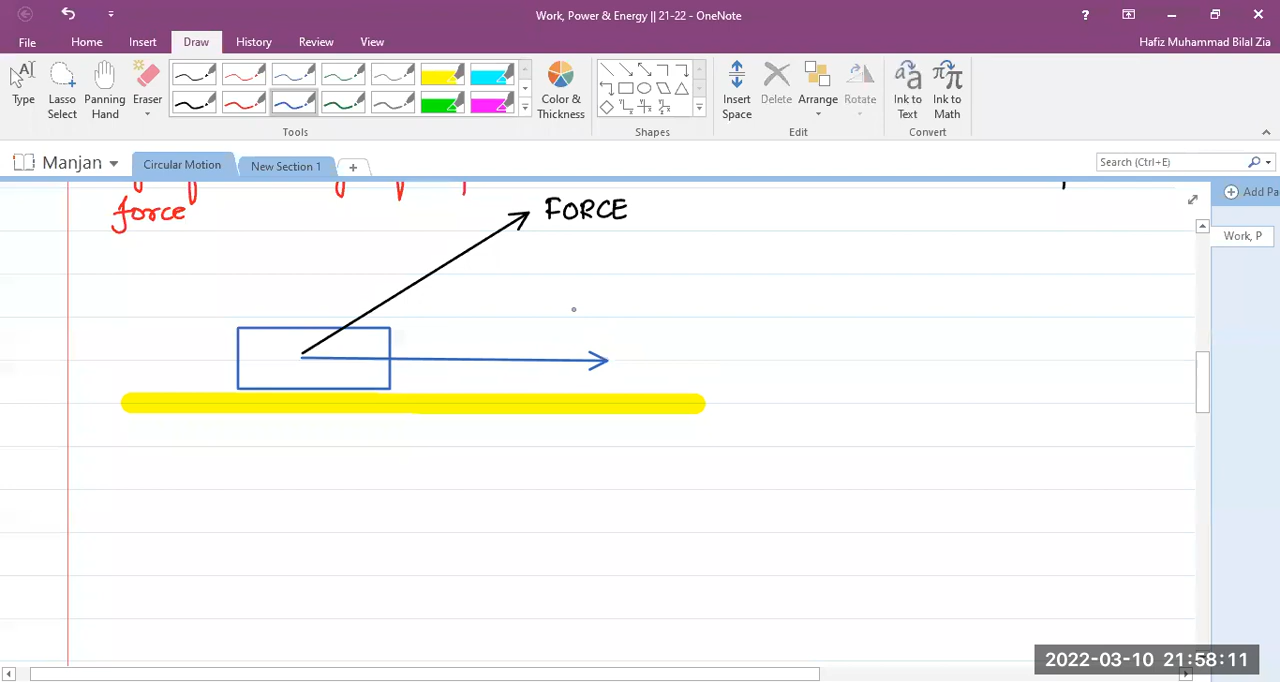 Work, Power & Energy || 21-22 - OneNote
?
File Home Insert Draw History Review View
Hafiz Muhammad Bilal Zia
Type
Lasso Select
Panning Hand
Eraser
Color & Thickness
Insert Space
Delete
Arrange
Rotate
Ink to Text
Ink to Math
Tools
Shapes
Edit
Convert
Manjan
Circular Motion
New Section 1
+
Search (Ctrl+E)
Add Pa
Work, P
force
FORCE
2022-03-10 21:58:11